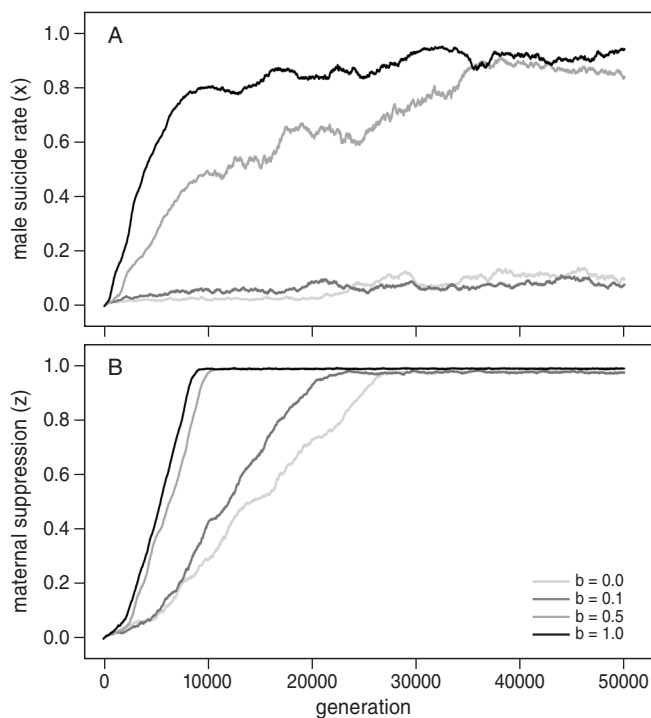 A
male suicide rate (x)
1.0
0.8
0.6
0.4
0.2
0.0
B
maternal suppression (z)
1.0
0.8
0.6
0.4
0.2
0.0
b = 0.0
b = 0.1
b = 0.5
b = 1.0
0 10000 20000 30000 40000 50000
generation